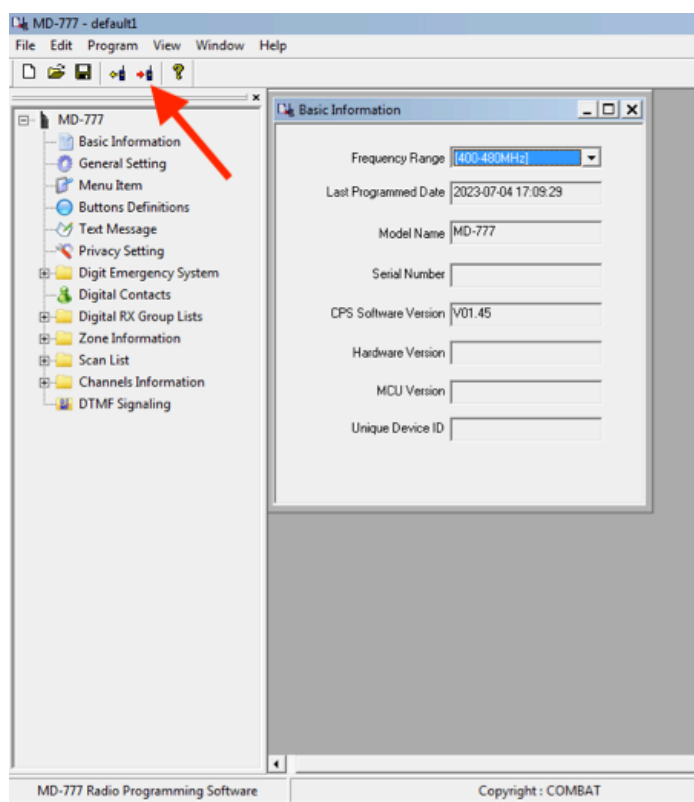 MD-777 - default1
File Edit Program View Window Help
MD-777
Basic Information
General Setting
Menu Item
Buttons Definitions
Text Message
Privacy Setting
Digit Emergency System
Digital Contacts
Digital RX Group Lists
Zone Information
Scan List
Channels Information
DTMF Signaling
Basic Information
Frequency Range [400-480MHz]
Last Programmed Date 2023-07-04 17:09:29
Model Name MD-777
Serial Number
CPS Software Version V01.45
Hardware Version
MCU Version
Unique Device ID
MD-777 Radio Programming Software Copyright : COMBAT